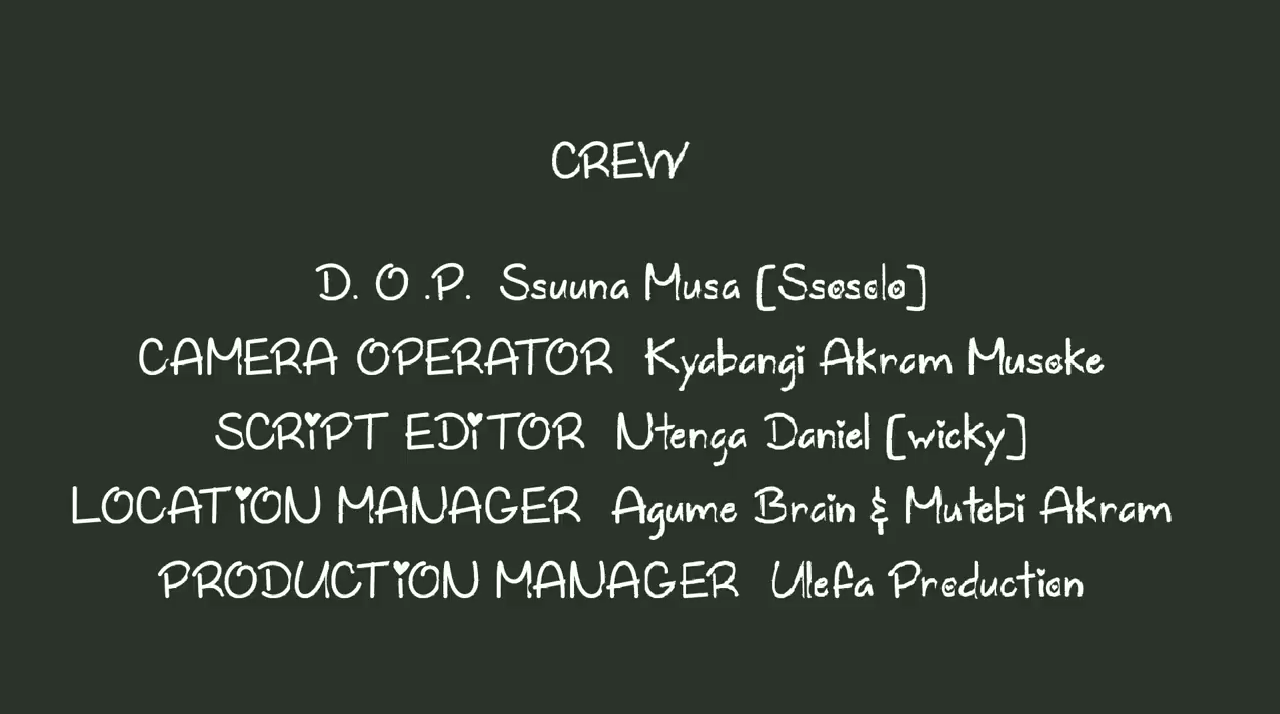 CREW
D. O .P. Ssuuna Musa [Ssosolo]
CAMERA OPERATOR Kyabangi Akram Musoke
SCRiPT EDiTOR Ntenga Daniel [wicky]
LOCATiON MANAGER Agume Brain & Mutebi Akram
PRODUCTiON MANAGER Ulefa Production